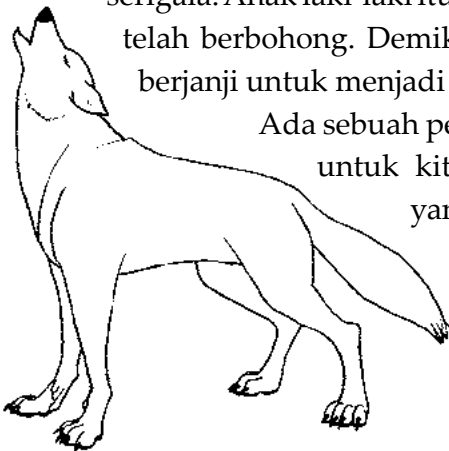 serigala. Anak laki-laki itu
telah berbohong. Demik
berjanji untuk menjadi
Ada sebuah pe
untuk kit
yan